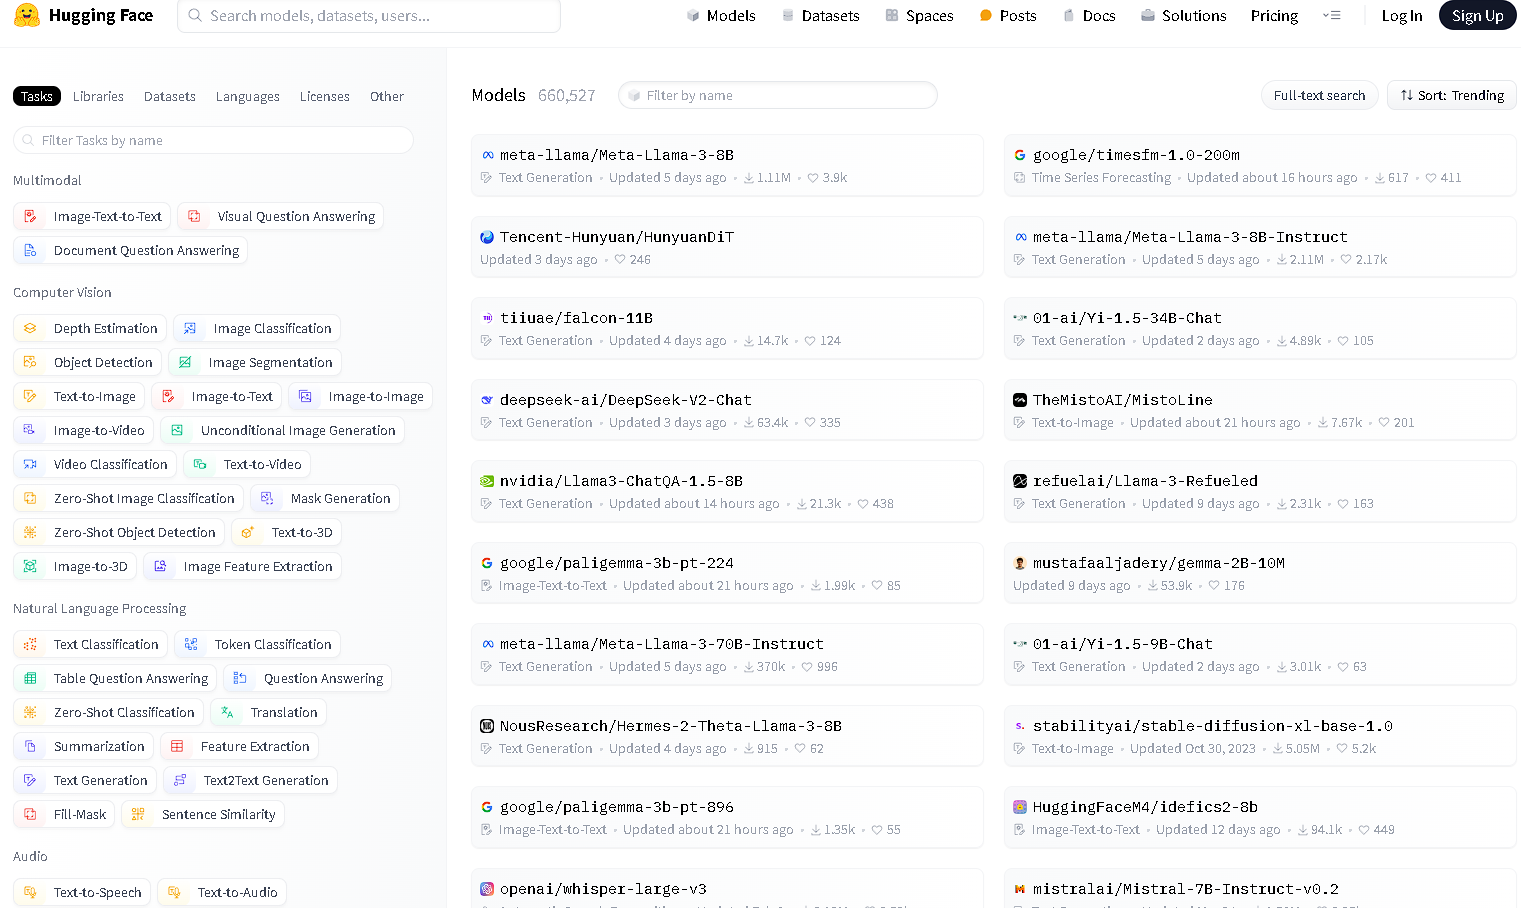 Hugging Face
Search models, datasets, users...
Models Datasets Spaces Posts Docs Solutions Pricing Log In Sign Up
Tasks Libraries Datasets Languages Licenses Other
Filter Tasks by name
Multimodal
Image-Text-to-Text Visual Question Answering
Document Question Answering
Computer Vision
Depth Estimation Image Classification
Object Detection Image Segmentation
Text-to-Image Image-to-Text Image-to-Image
Image-to-Video Unconditional Image Generation
Video Classification Text-to-Video
Zero-Shot Image Classification Mask Generation
Zero-Shot Object Detection Text-to-3D
Image-to-3D Image Feature Extraction
Natural Language Processing
Text Classification Token Classification
Table Question Answering Question Answering
Zero-Shot Classification Translation
Summarization Feature Extraction
Text Generation Text2Text Generation
Fill-Mask Sentence Similarity
Audio
Text-to-Speech Text-to-Audio
Models 660,527 Filter by name Full-text search Sort: Trending
meta-llama/Meta-Llama-3-8B
Text Generation • Updated 5 days ago • 1.11M • 3.9k
google/timesfm-1.0-200m
Time Series Forecasting • Updated about 16 hours ago • 617 • 411
Tencent-Hunyuan/HunyuanDiT
Updated 3 days ago • 246
meta-llama/Meta-Llama-3-8B-Instruct
Text Generation • Updated 5 days ago • 2.11M • 2.17k
tiiuae/falcon-11B
Text Generation • Updated 4 days ago • 14.7k • 124
01-ai/Yi-1.5-34B-Chat
Text Generation • Updated 2 days ago • 4.89k • 105
deepseek-ai/DeepSeek-V2-Chat
Text Generation • Updated 3 days ago • 63.4k • 335
TheMistoAI/MistoLine
Text-to-Image • Updated about 21 hours ago • 7.67k • 201
nvidia/Llama3-ChatQA-1.5-8B
Text Generation • Updated about 14 hours ago • 21.3k • 438
refuelai/Llama-3-Refueled
Text Generation • Updated 9 days ago • 2.31k • 163
google/paligemma-3b-pt-224
Image-Text-to-Text • Updated about 21 hours ago • 1.99k • 85
mustafaaljadery/gemma-2B-10M
Updated 9 days ago • 53.9k • 176
meta-llama/Meta-Llama-3-70B-Instruct
Text Generation • Updated 5 days ago • 370k • 996
01-ai/Yi-1.5-9B-Chat
Text Generation • Updated 2 days ago • 3.01k • 63
NousResearch/Hermes-2-Theta-Llama-3-8B
Text Generation • Updated 4 days ago • 915 • 62
stabilityai/stable-diffusion-xl-base-1.0
Text-to-Image • Updated Oct 30, 2023 • 5.05M • 5.2k
google/paligemma-3b-pt-896
Image-Text-to-Text • Updated about 21 hours ago • 1.35k • 55
HuggingFaceM4/idefics2-8b
Image-Text-to-Text • Updated 12 days ago • 94.1k • 449
openai/whisper-large-v3
mistralai/Mistral-7B-Instruct-v0.2